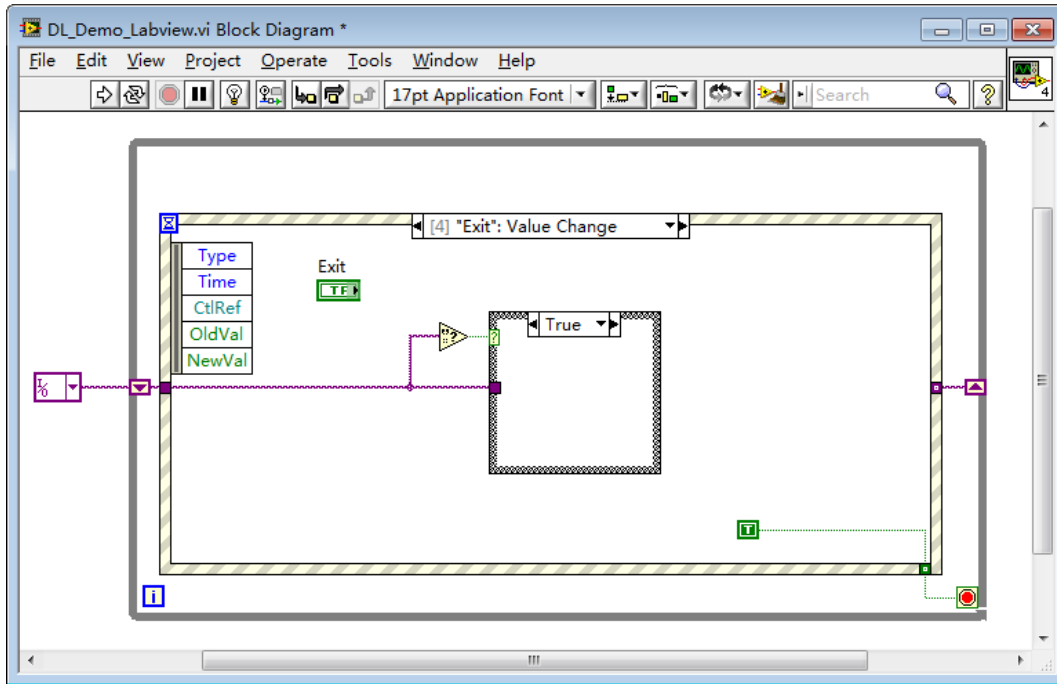 DL_Demo_Labview.vi Block Diagram *
File Edit View Project Operate Tools Window Help
17pt Application Font
Search
4
[4] "Exit": Value Change
Type
Time
CtlRef
OldVal
NewVal
Exit
TF
"?
?
True
I/O
T
i